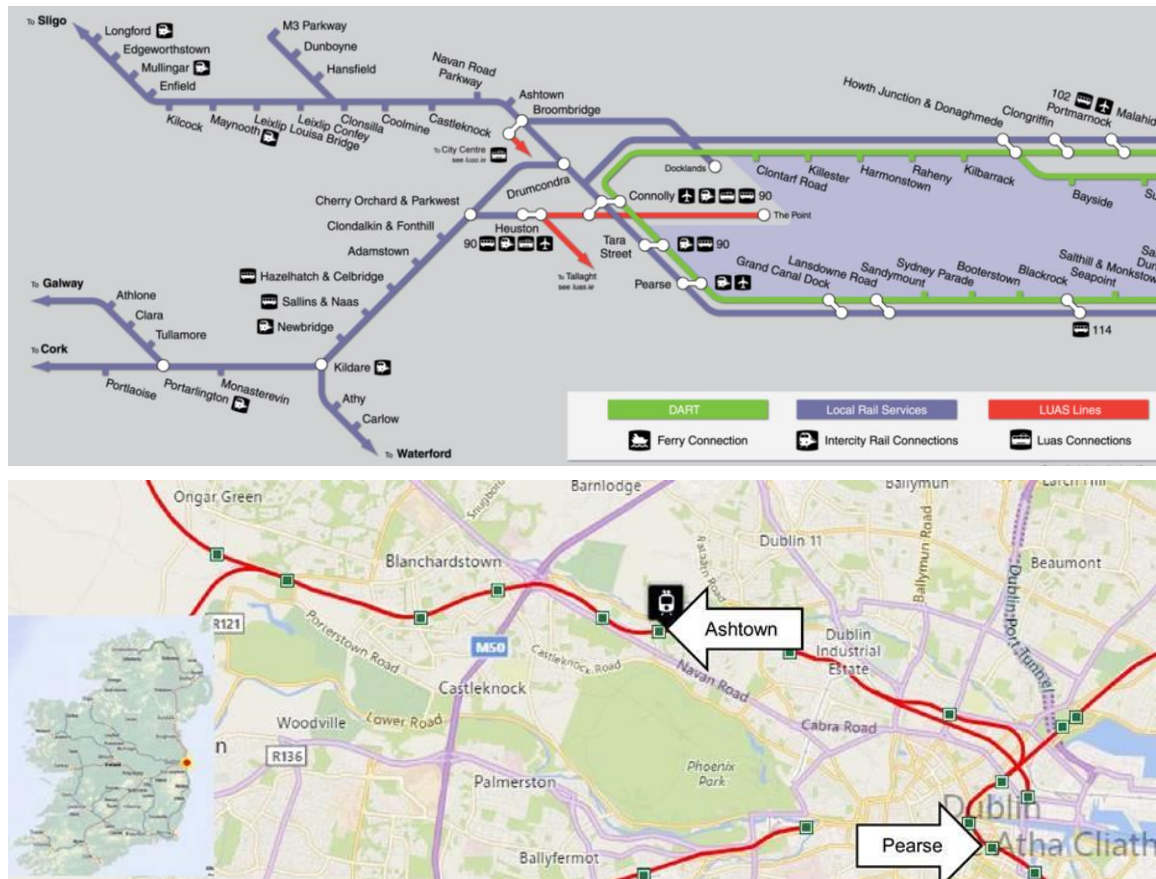 To Sligo
Longford
Edgeworthstown
Mullingar
Enfield
M3 Parkway
Dunboyne
Hansfield
Kilcock
Maynooth
Leixlip
Louisa Bridge
Leixlip Confey
Clonsilla
Coolmine
Castleknock
Navan Road
Parkway
Ashtown
Broombridge
To City Centre
see luas.ie
Drumcondra
Docklands
Connolly
90
The Point
Howth Junction & Donaghmede
Clongriffin
102
Portmarnock
Malahid
Clontarf Road
Killester
Harmonstown
Raheny
Kilbarrack
Bayside
Su
Cherry Orchard & Parkwest
Clondalkin & Fonthill
Adamstown
Hazelhatch & Celbridge
Sallins & Naas
Newbridge
Heuston
90
To Tallaght
see luas.ie
Tara
Street
90
Pearse
Grand Canal Dock
Lansdowne Road
Sandymount
Sydney Parade
Booterstown
Blackrock
Seapoint
Salthill & Monkstow
Sa
Dun
114
To Galway
Athlone
Clara
Tullamore
To Cork
Portlaoise
Portarlington
Monasterevin
Kildare
Athy
Carlow
To Waterford
DART
Local Rail Services
LUAS Lines
Ferry Connection
Intercity Rail Connections
Luas Connections
Ongar Green
Barnlodge
Ballymun
Blanchardstown
Dublin 11
Ballymun Road
Beaumont
R121
Porterstown Road
M50
Castleknock Road
Ashtown
Navan Road
Dublin
Industrial
Estate
Dublin Port Tunnel
Castleknock
Cabra Road
Woodville
Lower Road
n
R136
Phoenix
Park
Palmerston
Dublin
Pearse
Atha Cliath
Ballyfermot